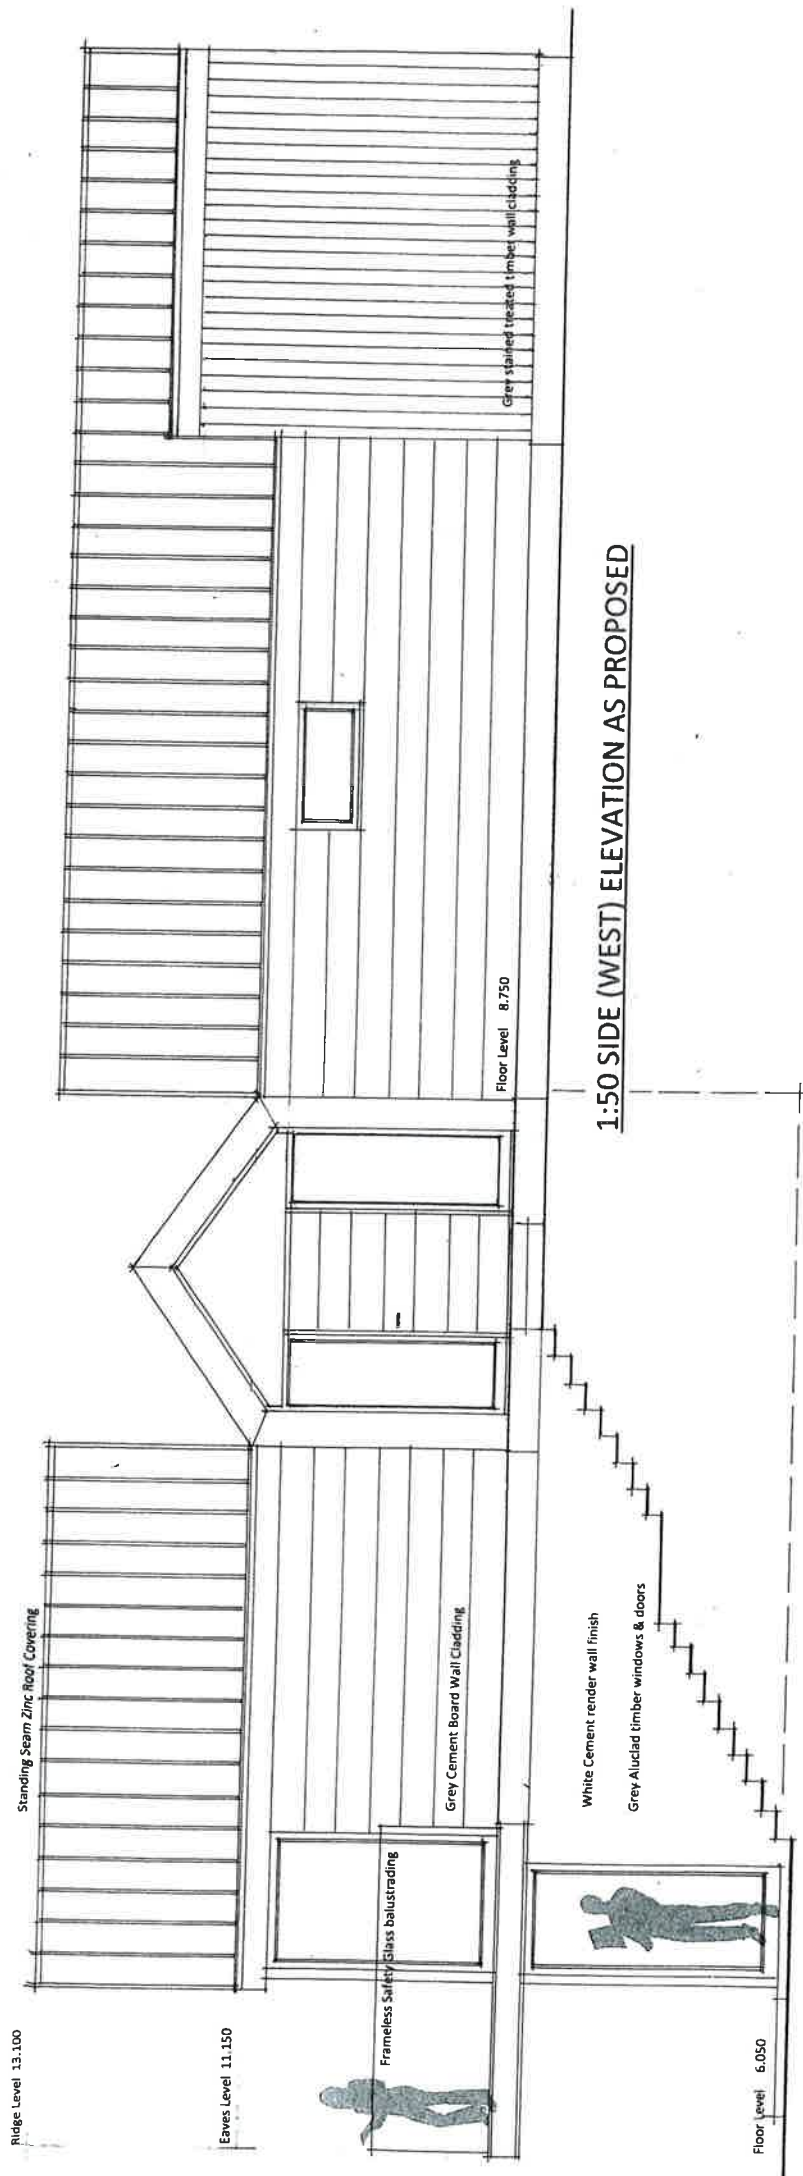 Ridge Level 13.100
Standing Seam Zinc Roof Covering
Eaves Level 11.150
Frameless Safety Glass balustrading
Grey Cement Board Wall Cladding
Floor Level 8.750
Grey stained treated timber wall cladding
White Cement render wall finish
Grey Aluclad timber windows & doors
Floor Level 6.050
1:50 SIDE (WEST) ELEVATION AS PROPOSED